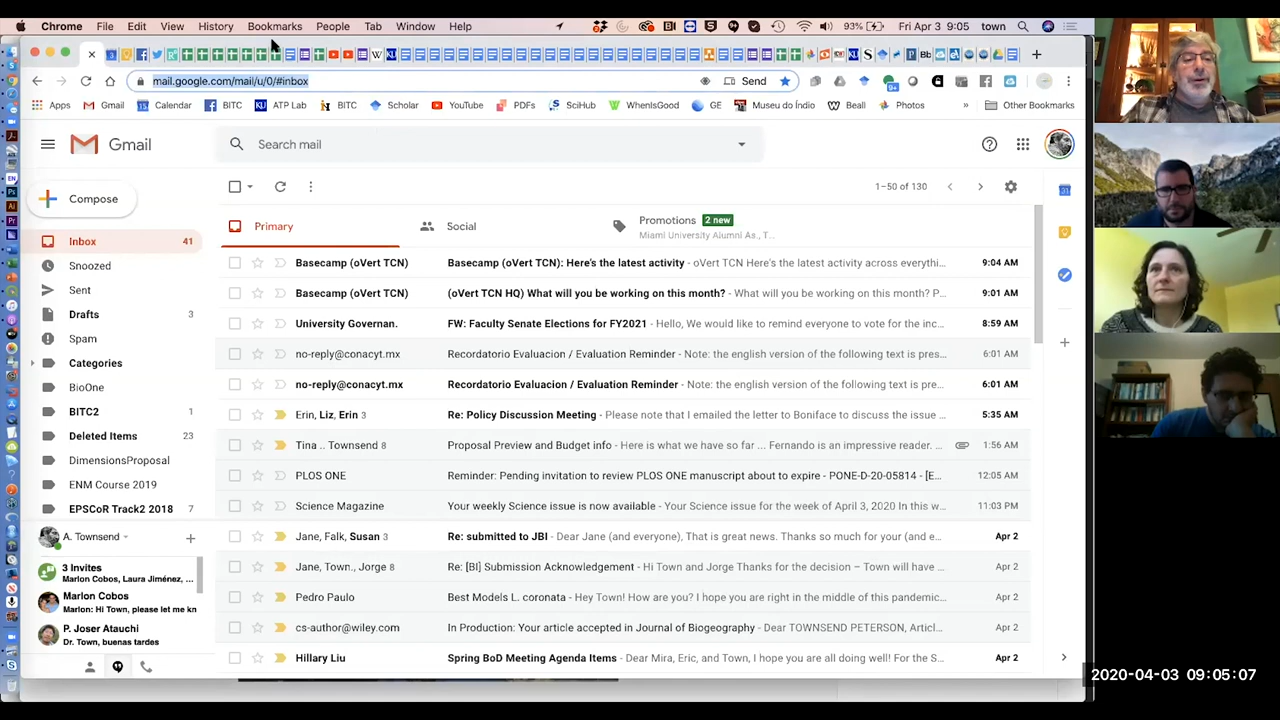 Chrome File Edit View History Bookmarks People Tab Window Help 93% Fri Apr 3 9:05 town
mail.google.com/mail/u/0/#inbox Send
Apps Gmail Calendar BITC ATP Lab BITC Scholar YouTube PDFs SciHub WhenIsGood GE Museu do Índio Beall Photos » Other Bookmarks
Gmail Search mail
1–50 of 130
Compose
Primary Social Promotions 2 new
Miami University Alumni As., T...
Inbox 41
Snoozed
Sent
Drafts 3
Spam
Categories
BioOne
BITC2 1
Deleted Items 23
DimensionsProposal
ENM Course 2019
EPSCoR Track2 2018 7
A. Townsend
3 Invites
Marlon Cobos, Laura Jiménez, ...
Marlon Cobos
Marlon: Hi Town, please let me kn
P. Joser Atauchi
Dr. Town, buenas tardes
Basecamp (oVert TCN) Basecamp (oVert TCN): Here's the latest activity - oVert TCN Here's the latest activity across everythi... 9:04 AM
Basecamp (oVert TCN) (oVert TCN HQ) What will you be working on this month? - What will you be working on this month? P... 9:01 AM
University Governan. FW: Faculty Senate Elections for FY2021 - Hello, We would like to remind everyone to vote for the inc... 8:59 AM
no-reply@conacyt.mx Recordatorio Evaluacion / Evaluation Reminder - Note: the english version of the following text is pres... 6:01 AM
no-reply@conacyt.mx Recordatorio Evaluacion / Evaluation Reminder - Note: the english version of the following text is pres... 6:01 AM
Erin, Liz, Erin 3 Re: Policy Discussion Meeting - Please note that I emailed the letter to Boniface to discuss the issue ... 5:35 AM
Tina .. Townsend 8 Proposal Preview and Budget info - Here is what we have so far ... Fernando is an impressive reader. ... 1:56 AM
PLOS ONE Reminder: Pending invitation to review PLOS ONE manuscript about to expire - PONE-D-20-05814 - [E... 12:05 AM
Science Magazine Your weekly Science issue is now available - Your Science issue for the week of April 3, 2020 In this w... 11:03 PM
Jane, Falk, Susan 3 Re: submitted to JBI - Dear Jane (and everyone), That is great news. Thanks so much for your (and e... Apr 2
Jane, Town., Jorge 8 Re: [BI] Submission Acknowledgement - Hi Town and Jorge Thanks for the decision – Town will have ... Apr 2
Pedro Paulo Best Models L. coronata - Hey Town! How are you? I hope you are right in the middle of this pandemic... Apr 2
cs-author@wiley.com In Production: Your article accepted in Journal of Biogeography - Dear TOWNSEND PETERSON, Articl... Apr 2
Hillary Liu Spring BoD Meeting Agenda Items - Dear Mira, Eric, and Town, I hope you are all doing well! For the S... Apr 2
2020-04-03 09:05:07